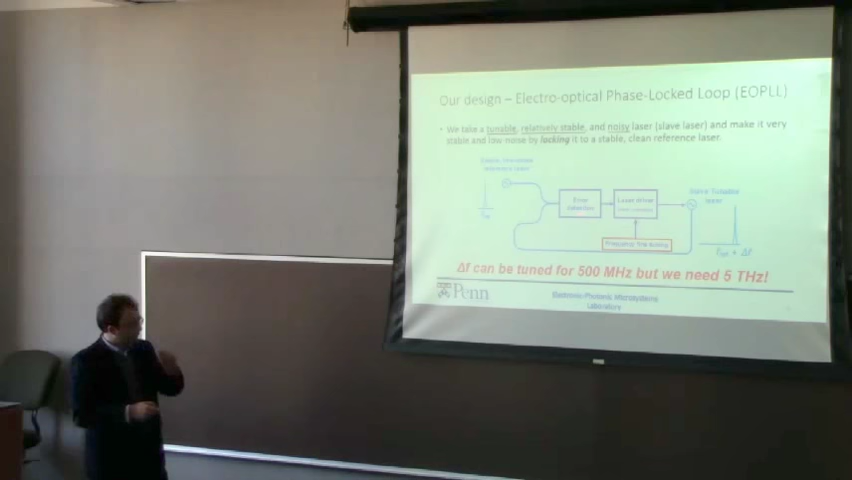 Our design – Electro-optical Phase-Locked Loop (EOPLL)
• We take a tunable, relatively stable, and noisy laser (slave laser) and make it very
stable and low noise by locking it to a stable, clean reference laser.
Slave Tunable
laser
Error
Laser driver
Frequency Tune
Δf can be tuned for 500 MHz but we need 5 THz!
Penn
Electronic-Photonic Microsystems
Laboratory